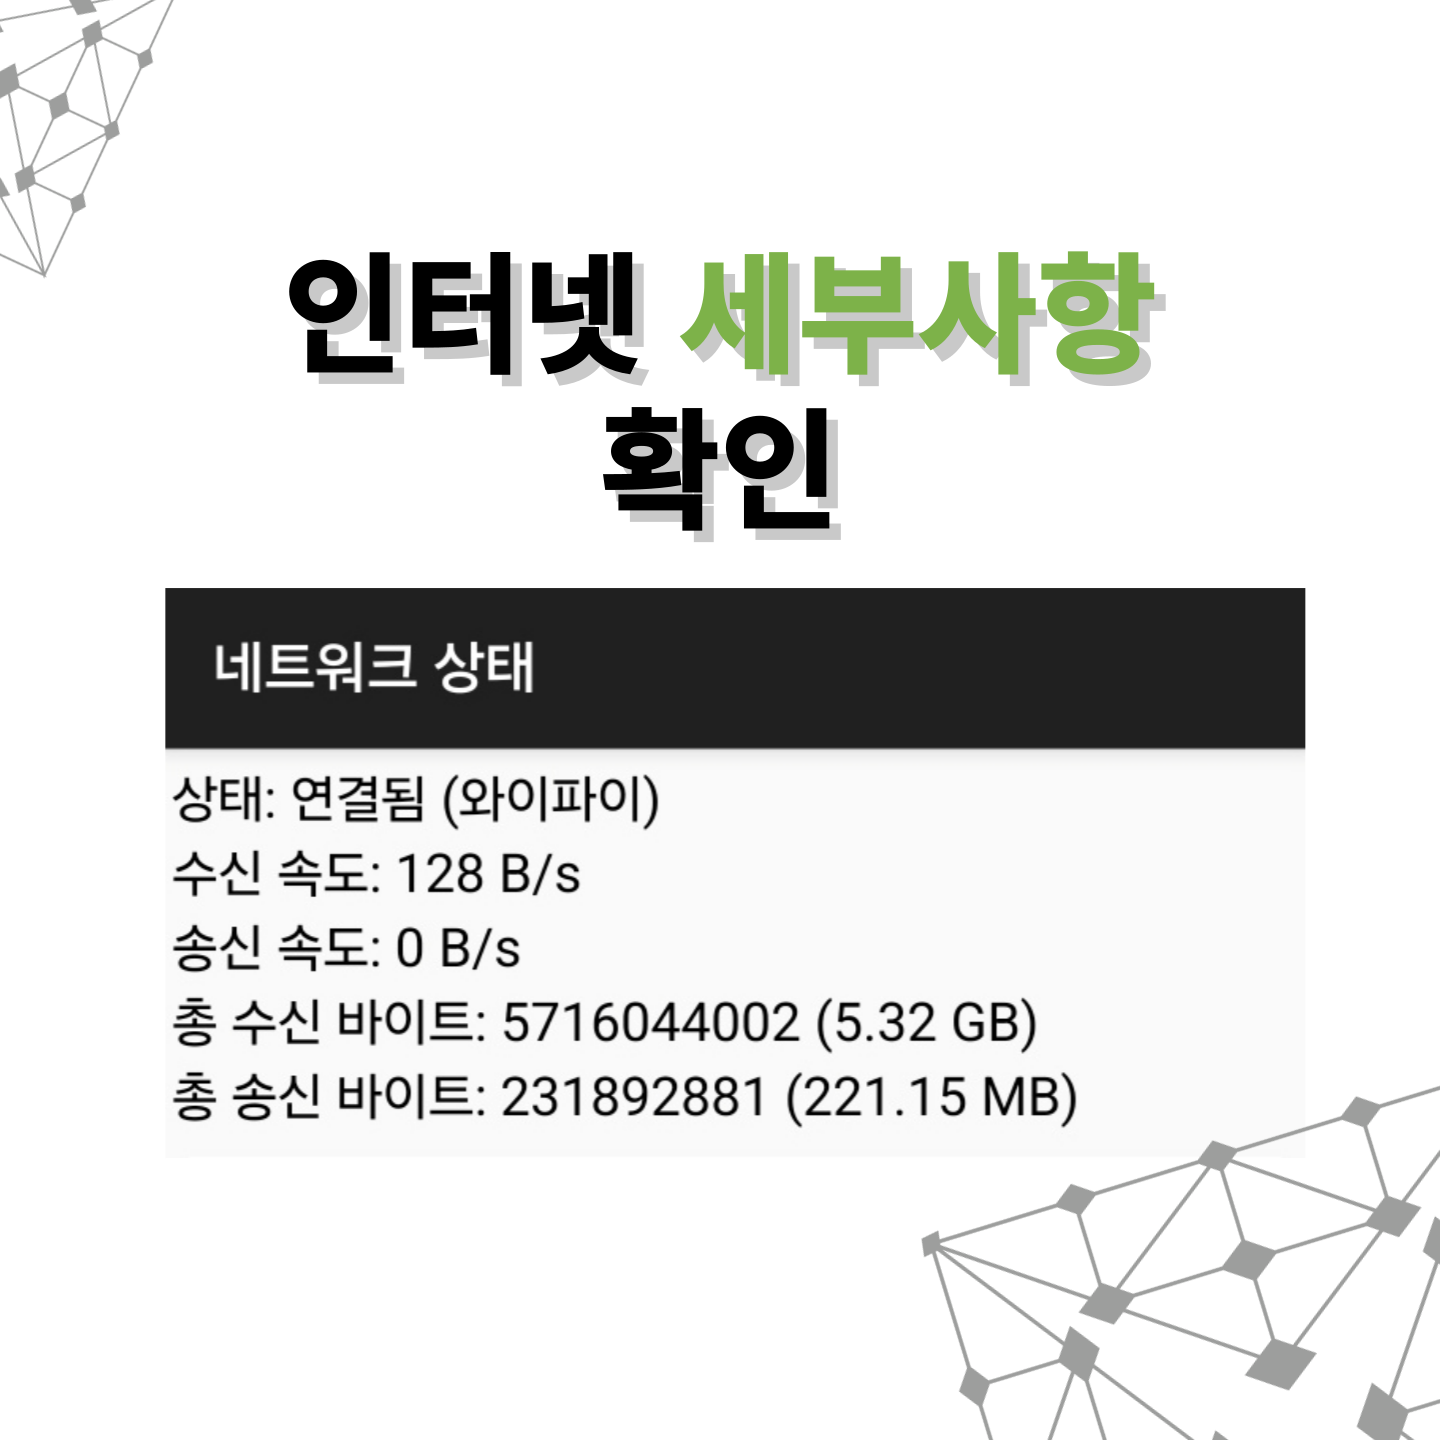 인터넷 세부사항
확인
네트워크 상태
상태: 연결됨 (와이파이)
수신 속도: 128 B/s
송신 속도: 0 B/s
총 수신 바이트: 5716044002 (5.32 GB)
총 송신 바이트: 231892881 (221.15 MB)